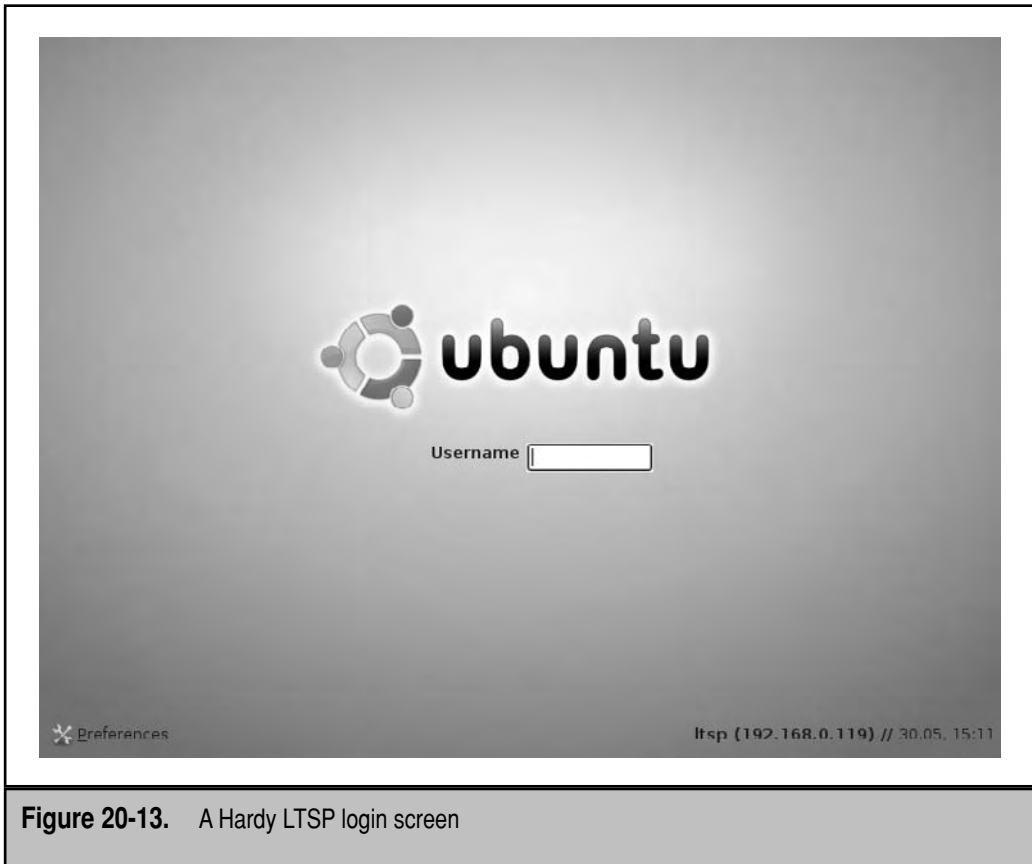 ubuntu
Username
Preferences
ltsp (192.168.0.119) // 30.05, 15:11
Figure 20-13. A Hardy LTSP login screen